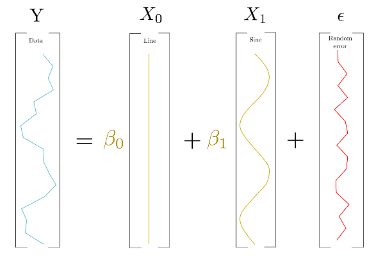 Y X₀ X₁ ϵ
Data Line Sine Random
error
= β₀ + β₁ +